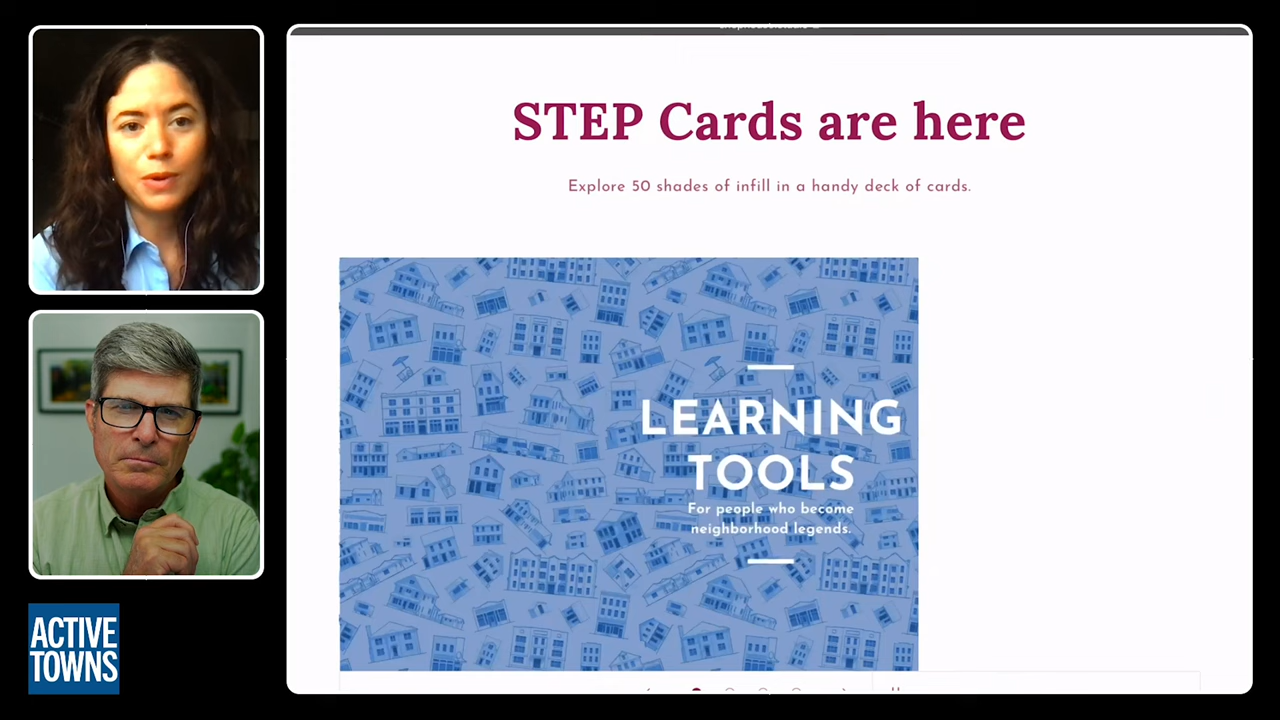 STEP Cards are here
Explore 50 shades of infill in a handy deck of cards.
LEARNING
TOOLS
For people who become
neighborhood legends.
ACTIVE
TOWNS